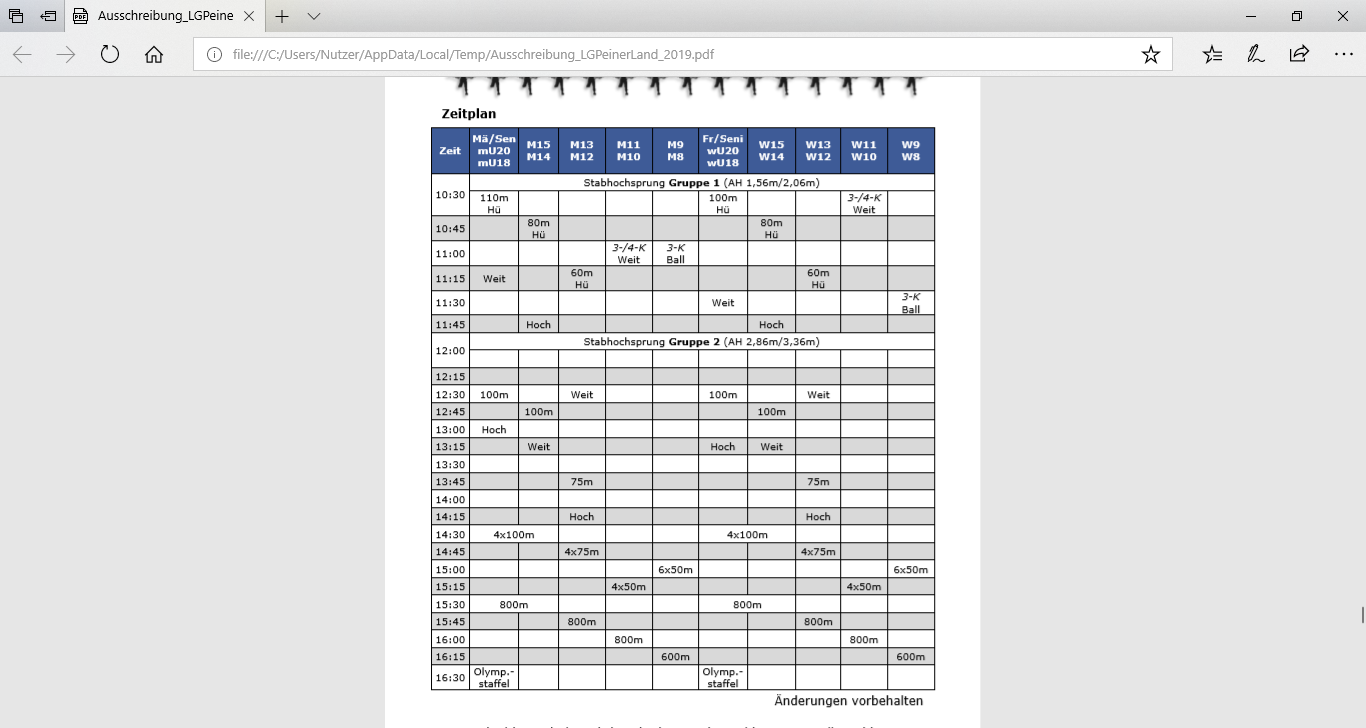 Ausschreibung_LGPeine
file:///C:/Users/Nutzer/AppData/Local/Temp/Ausschreibung_LGPeinerLand_2019.pdf
Zeitplan
Zeit Mä/Sen mU20 mU18 M15 M14 M13 M12 M11 M10 M9 M8 Fr/Seni wU20 wU18 W15 W14 W13 W12 W11 W10 W9 W8
10:30 Stabhochsprung Gruppe 1 (AH 1,56m/2,06m)
110m Hü 100m Hü 3-/4-K Weit
10:45 80m Hü 80m Hü
11:00 3-/4-K Weit 3-K Ball
11:15 Weit 60m Hü 60m Hü
11:30 Weit 3-K Ball
11:45 Hoch Hoch
12:00 Stabhochsprung Gruppe 2 (AH 2,86m/3,36m)
12:15
12:30 100m Weit 100m Weit
12:45 100m 100m
13:00 Hoch
13:15 Weit Hoch Weit
13:30
13:45 75m 75m
14:00
14:15 Hoch Hoch
14:30 4x100m 4x100m
14:45 4x75m 4x75m
15:00 6x50m 6x50m
15:15 4x50m 4x50m
15:30 800m 800m
15:45 800m 800m
16:00 800m 800m
16:15 600m 600m
16:30 Olymp.-staffel Olymp.-staffel
Änderungen vorbehalten